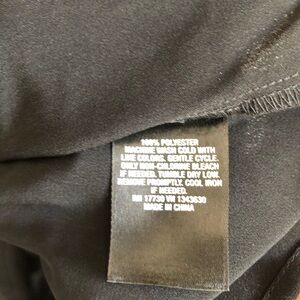 100% POLYESTER
MACHINE WASH COLD WITH
LIKE COLORS. GENTLE CYCLE.
ONLY NON-CHLORINE BLEACH
IF NEEDED. TUMBLE DRY LOW.
REMOVE PROMPTLY. COOL IRON
IF NEEDED.
RN 17730 VN 1343630
MADE IN CHINA